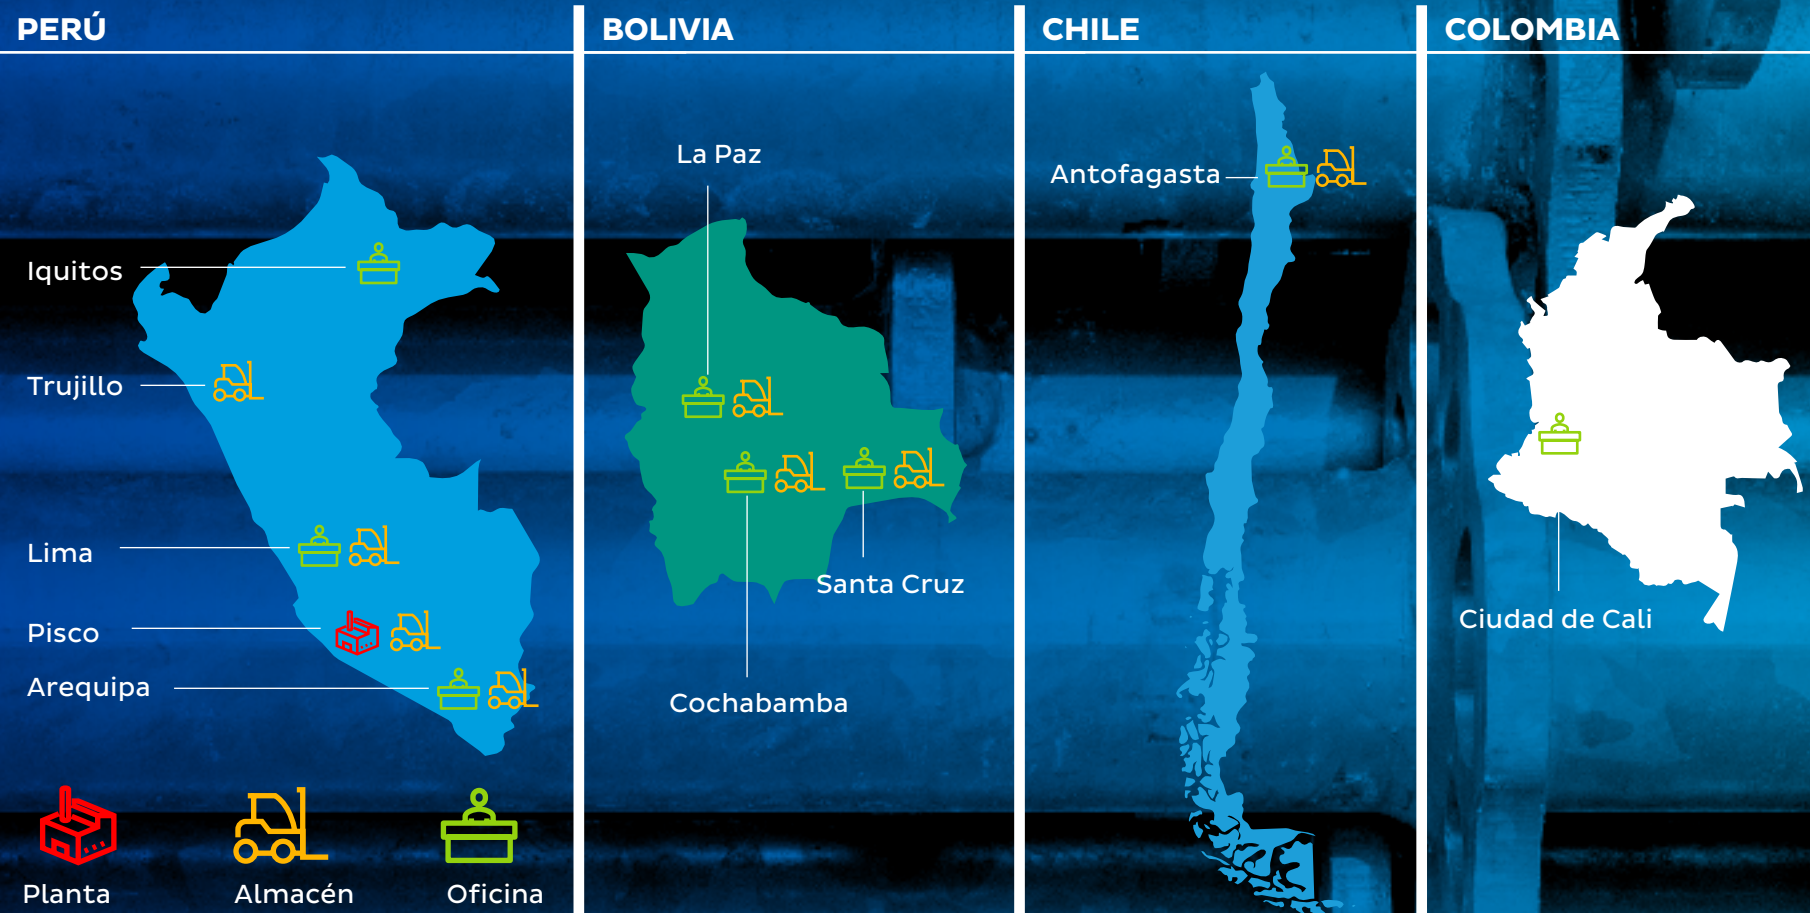 PERÚ
Iquitos
Trujillo
Lima
Pisco
Arequipa
Planta
Almacén
Oficina
BOLIVIA
La Paz
Santa Cruz
Cochabamba
CHILE
Antofagasta
COLOMBIA
Ciudad de Cali